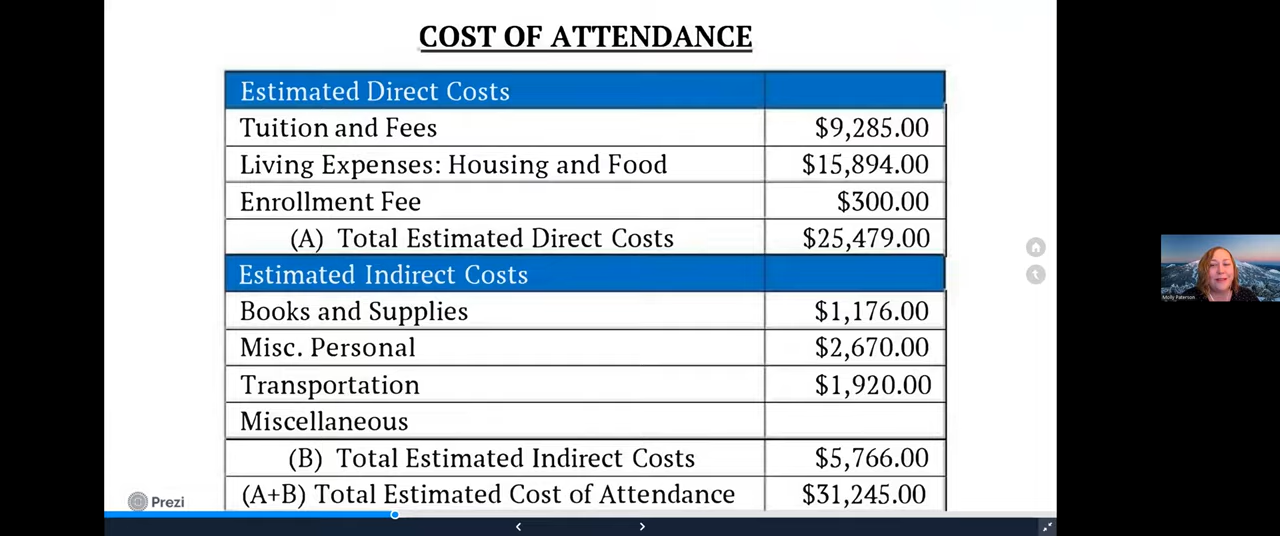 COST OF ATTENDANCE
Estimated Direct Costs
Tuition and Fees $9,285.00
Living Expenses: Housing and Food $15,894.00
Enrollment Fee $300.00
(A) Total Estimated Direct Costs $25,479.00
Estimated Indirect Costs
Books and Supplies $1,176.00
Misc. Personal $2,670.00
Transportation $1,920.00
Miscellaneous
(B) Total Estimated Indirect Costs $5,766.00
(A+B) Total Estimated Cost of Attendance $31,245.00
Prezi
Molly Paterson